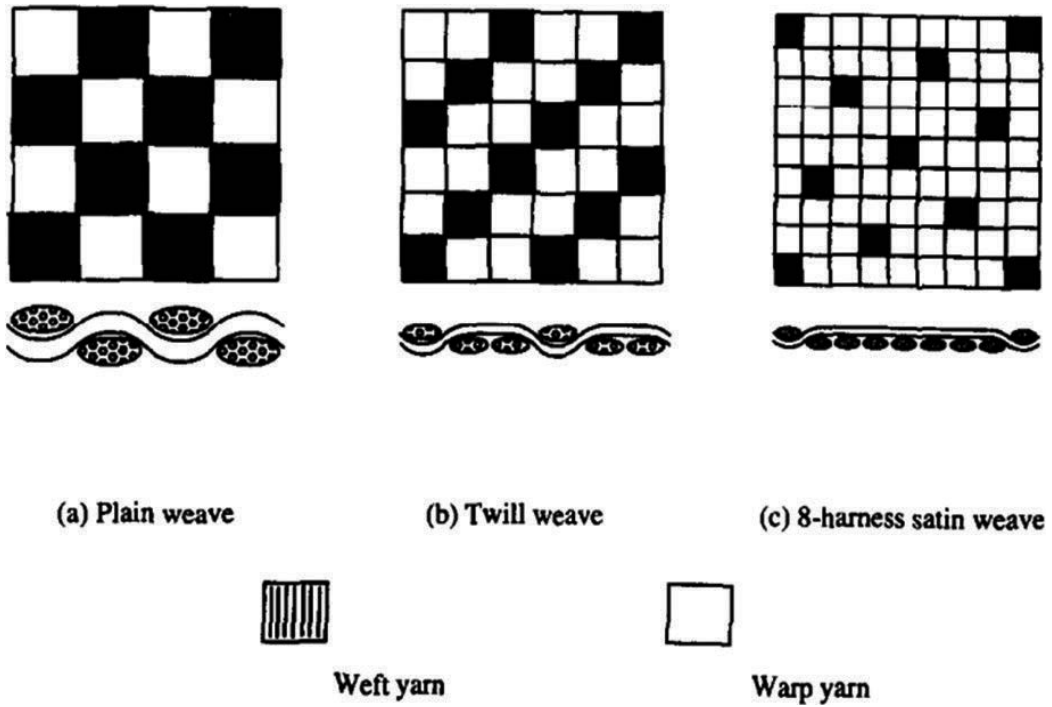 (a) Plain weave
(b) Twill weave
(c) 8-harness satin weave
Weft yarn
Warp yarn